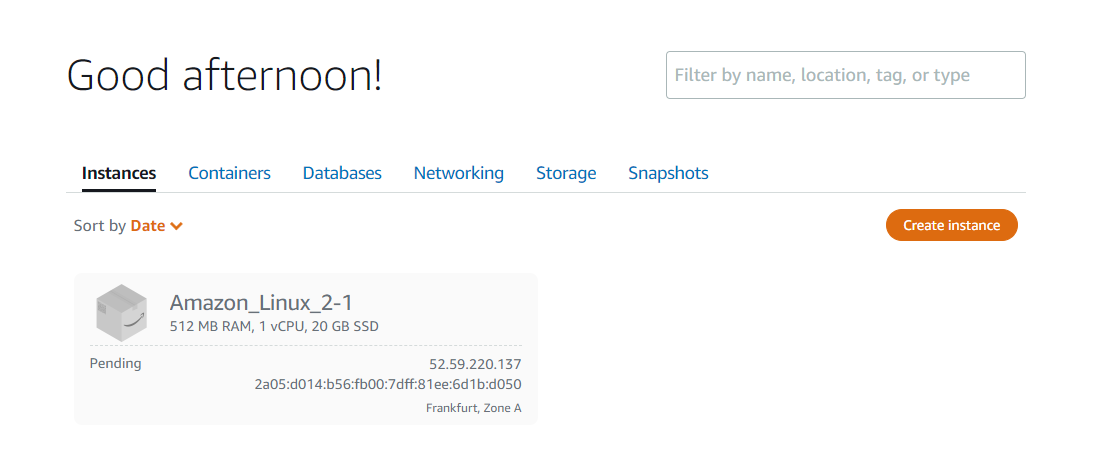 Good afternoon!
Filter by name, location, tag, or type
Instances Containers Databases Networking Storage Snapshots
Sort by Date
Create instance
Amazon_Linux_2-1
512 MB RAM, 1 vCPU, 20 GB SSD
Pending 52.59.220.137
2a05:d014:b56:fb00:7dff:81ee:6d1b:d050
Frankfurt, Zone A